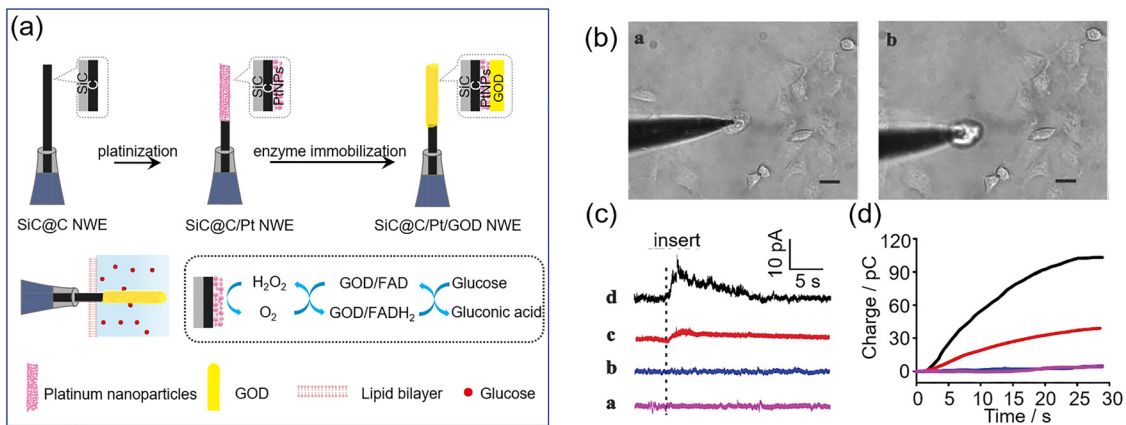 (a)
SiC
C
SiC
C
PtNPs
SiC
C
PtNPs
GOD
platinization
enzyme immobilization
SiC@C NWE
SiC@C/Pt NWE
SiC@C/Pt/GOD NWE
H₂O₂
GOD/FAD
Glucose
O₂
GOD/FADH₂
Gluconic acid
Platinum nanoparticles
GOD
Lipid bilayer
Glucose
(b)
a
b
(c)
insert
10 pA
5 s
d
c
b
a
(d)
Charge / pC
120
90
60
30
0
0 5 10 15 20 25 30
Time / s